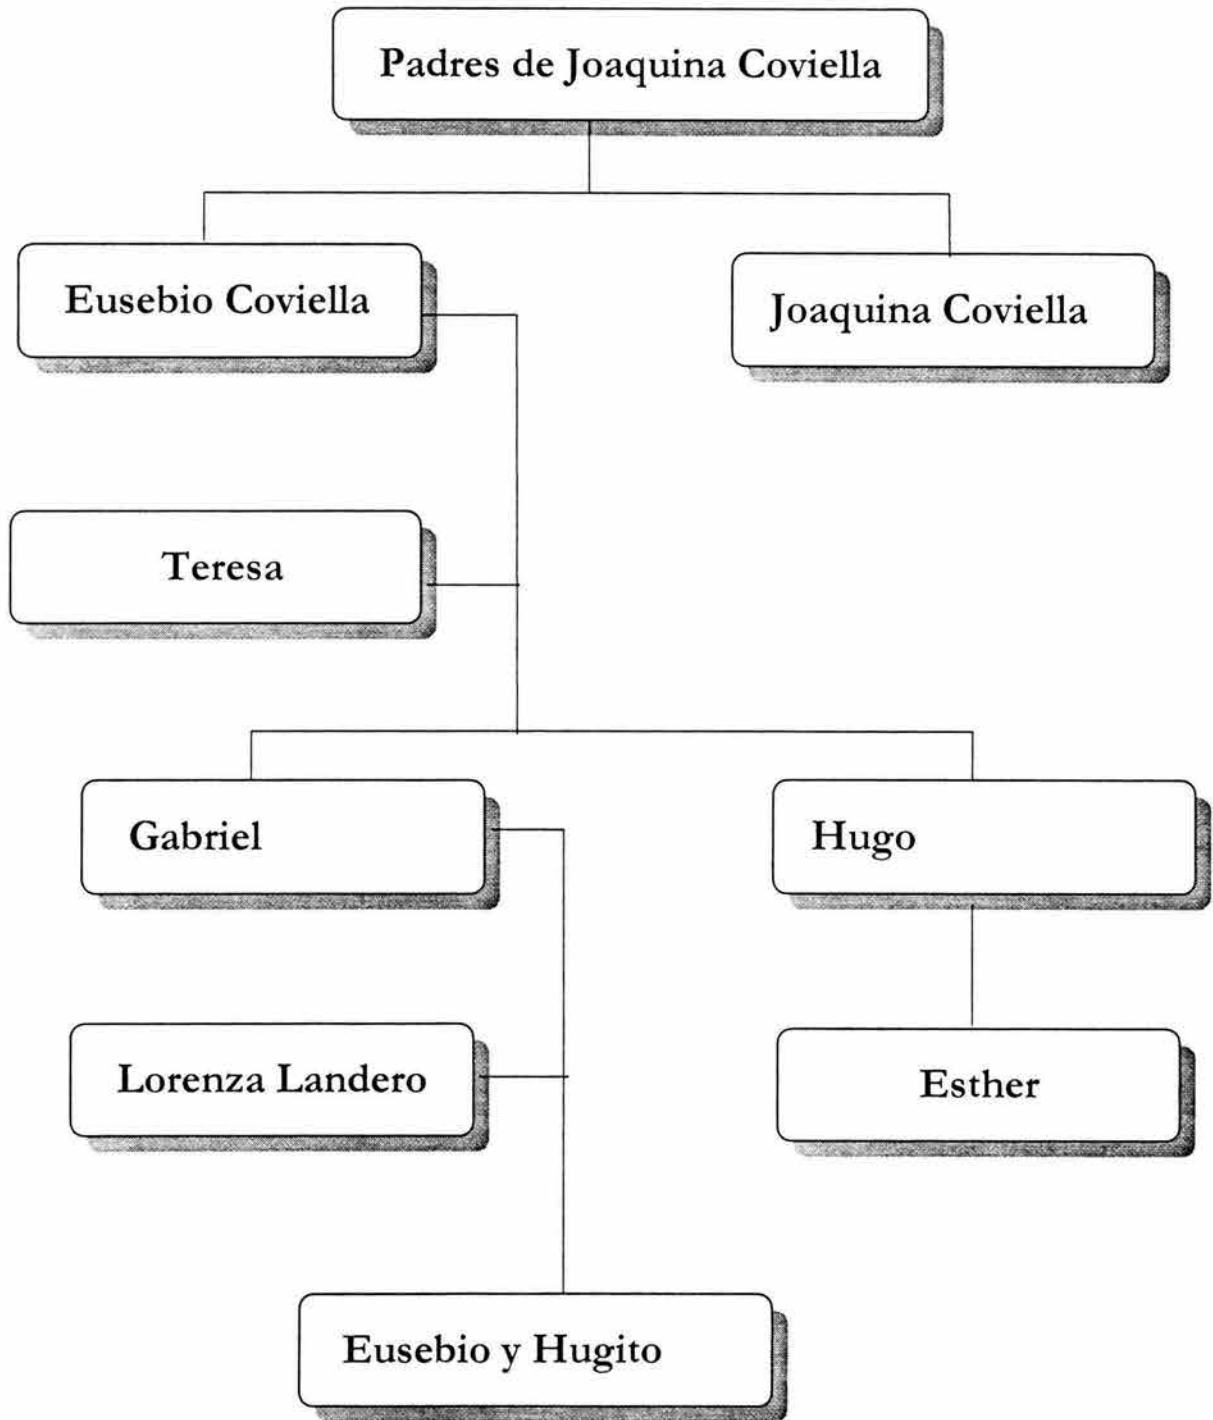 Padres de Joaquina Coviella
Eusebio Coviella
Joaquina Coviella
Teresa
Gabriel
Hugo
Lorenza Landero
Esther
Eusebio y Hugito